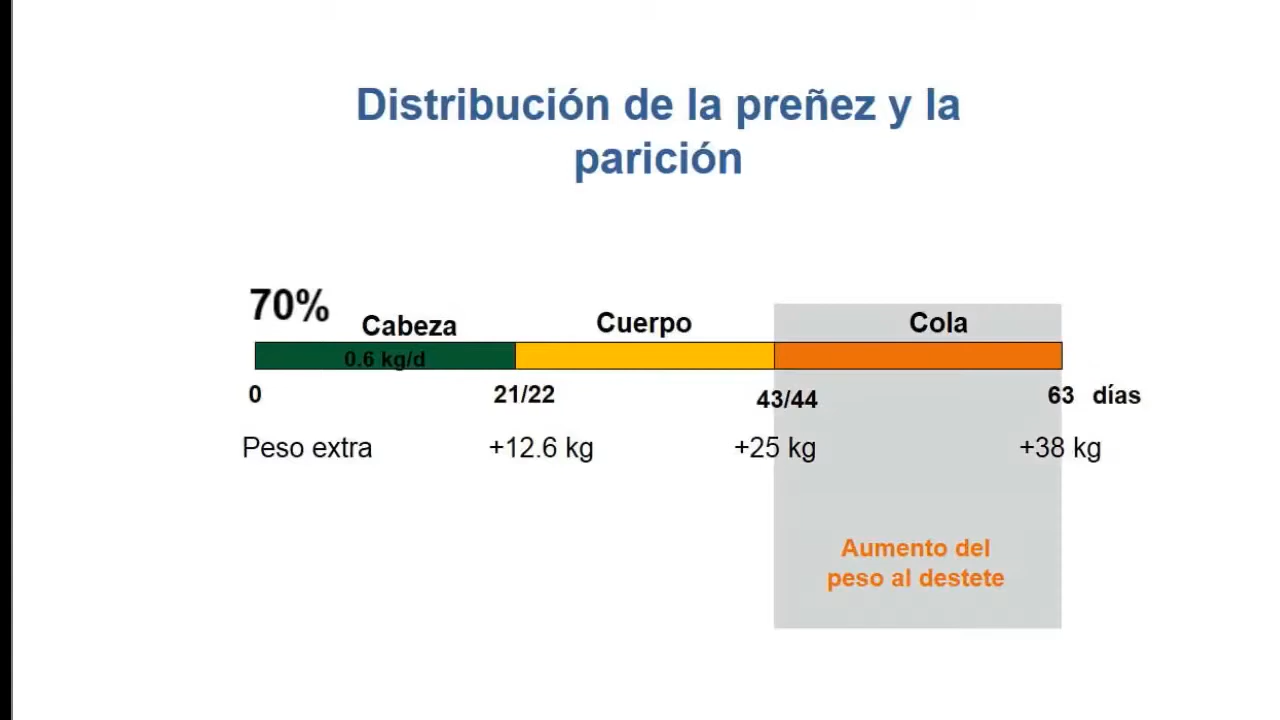 Distribución de la preñez y la
parición
70%
Cabeza
Cuerpo
Cola
0.6 kg/d
0
21/22
43/44
63 días
Peso extra
+12.6 kg
+25 kg
+38 kg
Aumento del
peso al destete